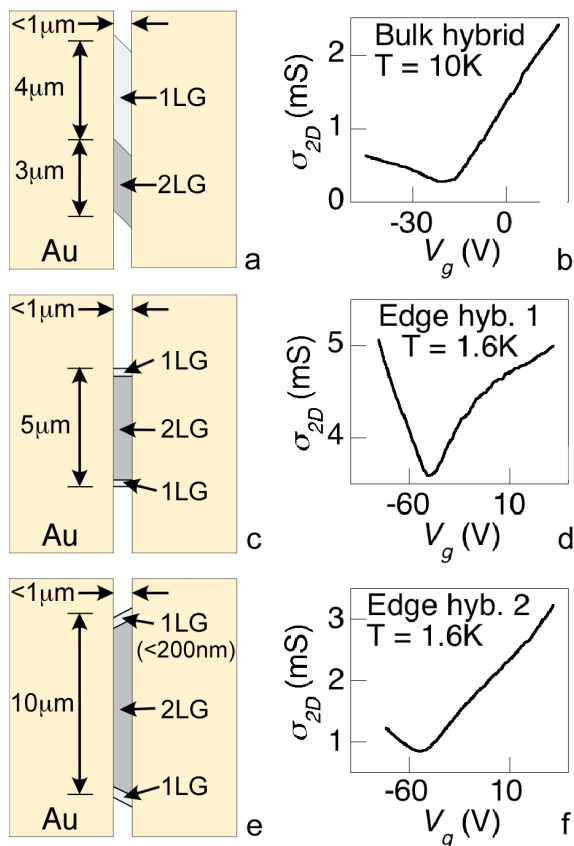 <1μm
4μm
1LG
3μm
2LG
Au
a
Bulk hybrid
T = 10K
σ2D (mS)
2
1
0
-30
0
Vg (V)
b
<1μm
1LG
5μm
2LG
1LG
Au
c
Edge hyb. 1
T = 1.6K
σ2D (mS)
5
4
-60
10
Vg (V)
d
<1μm
1LG
(<200nm)
10μm
2LG
1LG
Au
e
Edge hyb. 2
T = 1.6K
σ2D (mS)
3
2
1
-60
10
Vg (V)
f